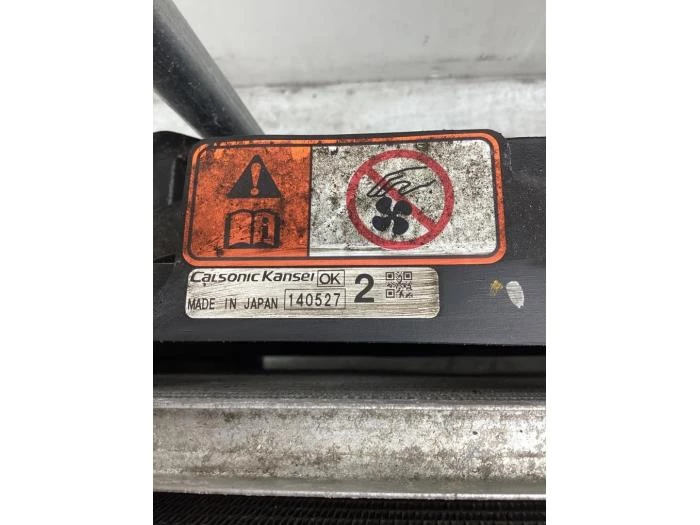 CalsonicKansei OK 2
MADE IN JAPAN 140527